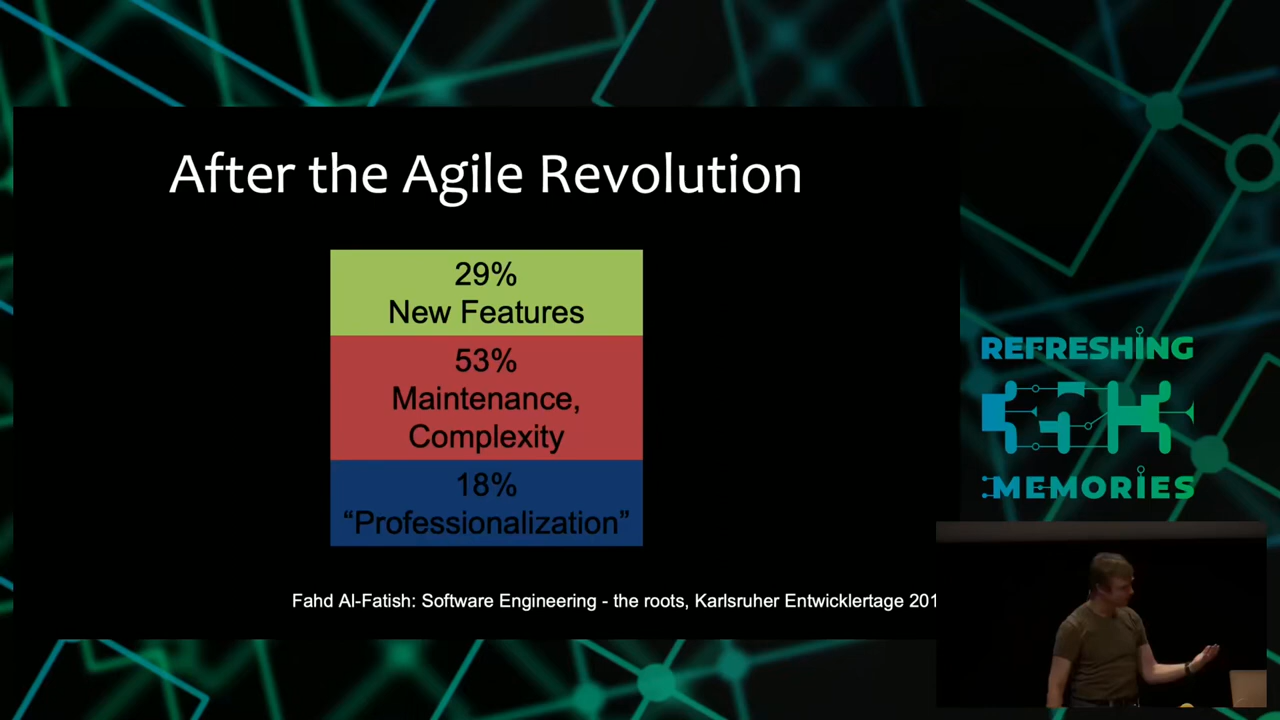 After the Agile Revolution
29%
New Features
53%
Maintenance,
Complexity
18%
“Professionalization”
Fahd Al-Fatish: Software Engineering - the roots, Karlsruher Entwicklertage 201
REFRESHING
MEMORIES